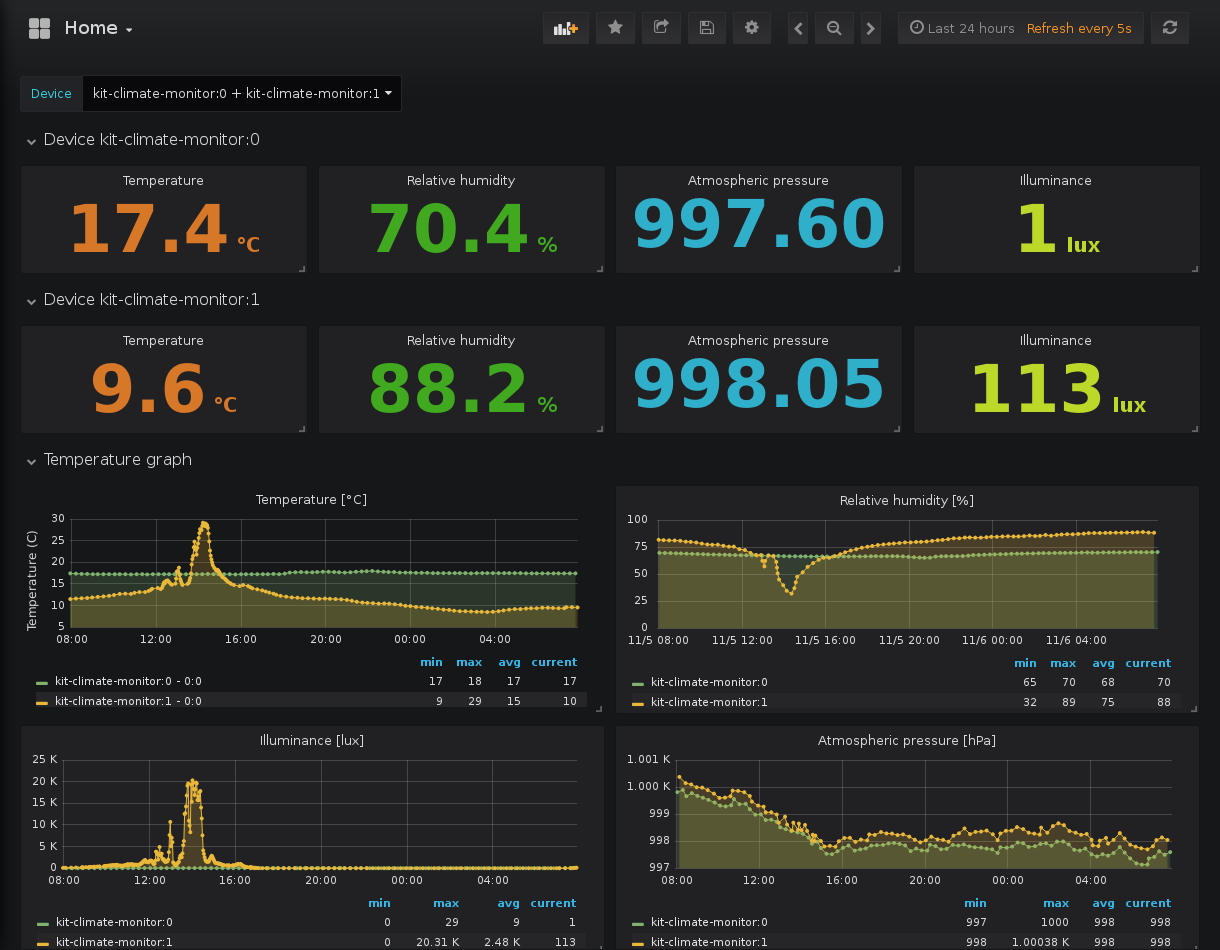 Home
Last 24 hours Refresh every 5s
Device kit-climate-monitor:0 + kit-climate-monitor:1
Device kit-climate-monitor:0
Temperature Relative humidity Atmospheric pressure Illuminance
17.4 °C 70.4 % 997.60 1 lux
Device kit-climate-monitor:1
Temperature Relative humidity Atmospheric pressure Illuminance
9.6 °C 88.2 % 998.05 113 lux
Temperature graph
Temperature [°C]
Temperature (C)
30
25
20
15
10
5
08:00 12:00 16:00 20:00 00:00 04:00
min max avg current
kit-climate-monitor:0 - 0:0 17 18 17 17
kit-climate-monitor:1 - 0:0 9 29 15 10
Relative humidity [%]
100
75
50
25
0
11/5 08:00 11/5 12:00 11/5 16:00 11/5 20:00 11/6 00:00 11/6 04:00
min max avg current
kit-climate-monitor:0 65 70 68 70
kit-climate-monitor:1 32 89 75 88
Illuminance [lux]
25 K
20 K
15 K
10 K
5 K
0
08:00 12:00 16:00 20:00 00:00 04:00
min max avg current
kit-climate-monitor:0 0 29 9 1
kit-climate-monitor:1 0 20.31 K 2.48 K 113
Atmospheric pressure [hPa]
1.001 K
1.000 K
999
998
997
08:00 12:00 16:00 20:00 00:00 04:00
min max avg current
kit-climate-monitor:0 997 1000 998 998
kit-climate-monitor:1 998 1.00038 K 998 998